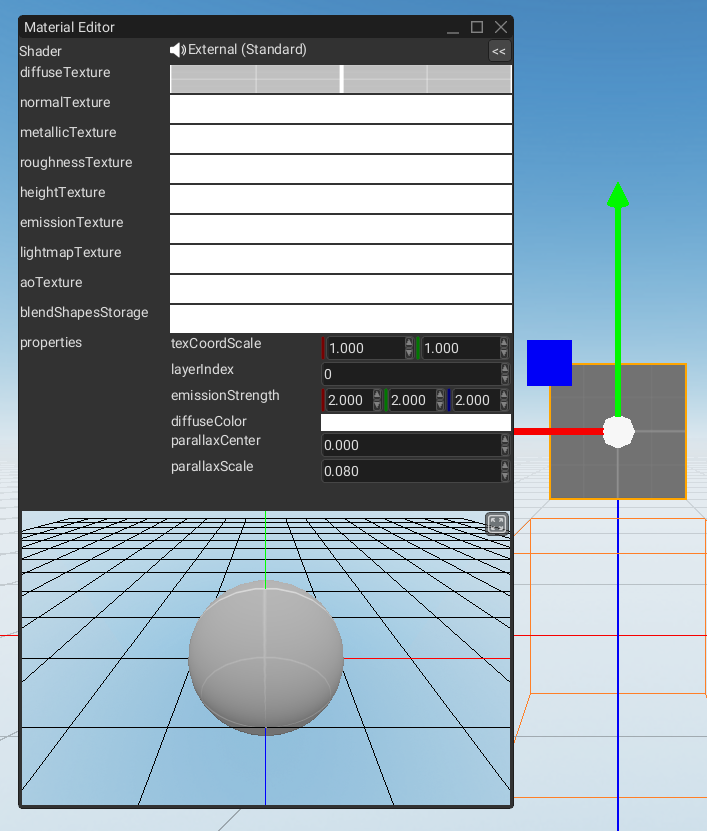 Material Editor
Shader External (Standard) <<
diffuseTexture
normalTexture
metallicTexture
roughnessTexture
heightTexture
emissionTexture
lightmapTexture
aoTexture
blendShapesStorage
properties
texCoordScale 1.000 1.000
layerIndex 0
emissionStrength 2.000 2.000 2.000
diffuseColor
parallaxCenter 0.000
parallaxScale 0.080